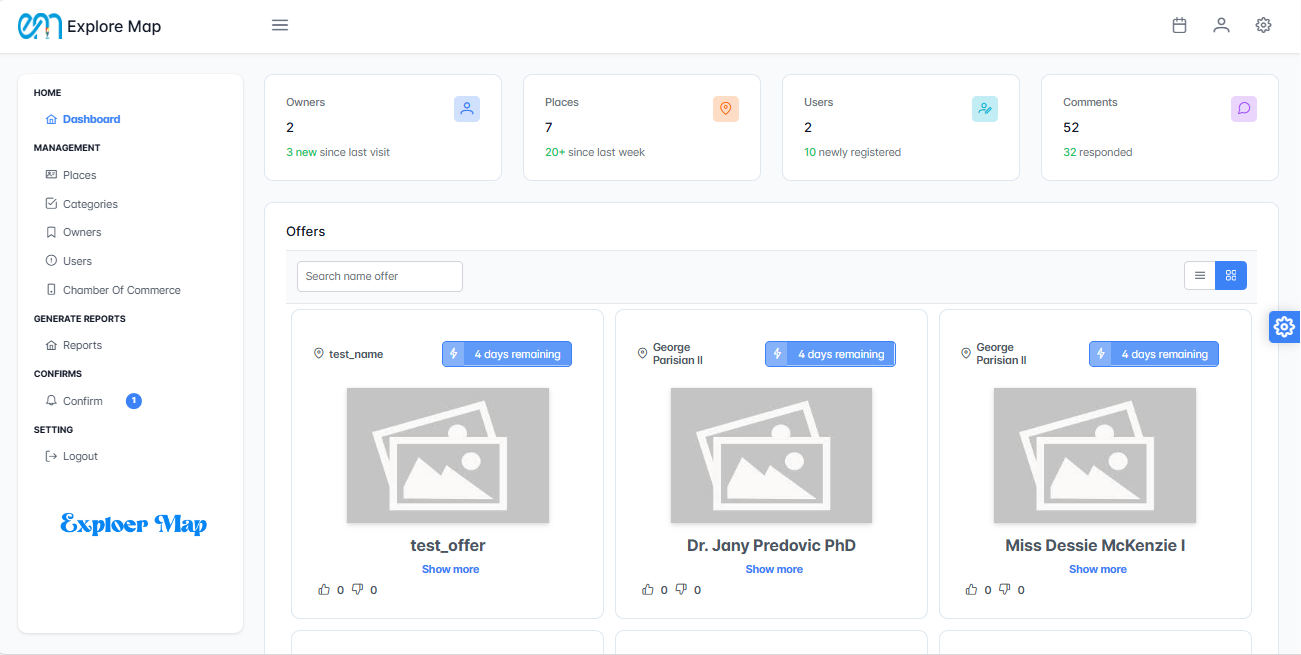 Explore Map
HOME
Dashboard
MANAGEMENT
Places
Categories
Owners
Users
Chamber Of Commerce
GENERATE REPORTS
Reports
CONFIRMS
Confirm 1
SETTING
Logout
Exploer Map
Owners
2
3 new since last visit
Places
7
20+ since last week
Users
2
10 newly registered
Comments
52
32 responded
Offers
Search name offer
test_name
4 days remaining
test_offer
Show more
0 0
George
Parisian II
4 days remaining
Dr. Jany Predovic PhD
Show more
0 0
George
Parisian II
4 days remaining
Miss Dessie McKenzie I
Show more
0 0